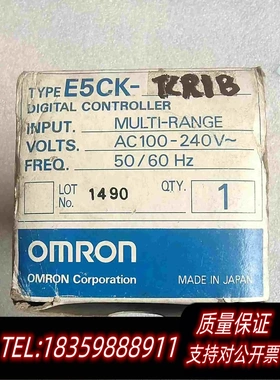 TYPE E5CK-TCR1B
DIGITAL CONTROLLER
INPUT. MULTI-RANGE
VOLTS. AC100-240V~
FREQ. 50/60 Hz
LOT No. 1490 QTY. 1
OMRON
OMRON Corporation MADE IN JAPAN
质量保证
TEL:18359888911 支持对公开票